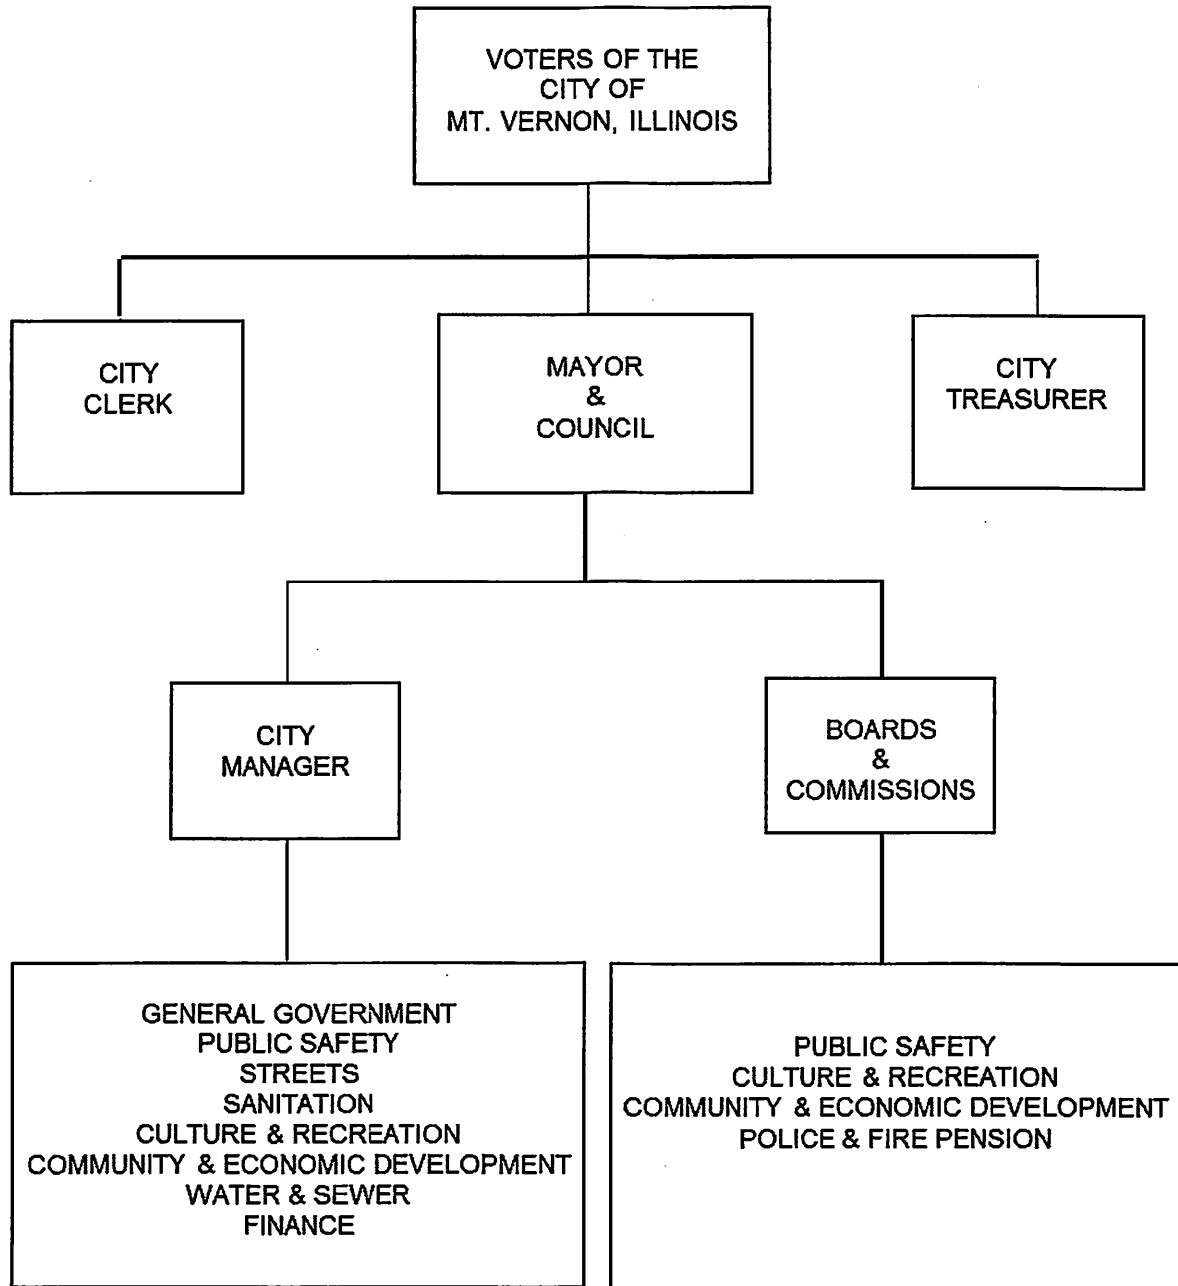 VOTERS OF THE
CITY OF
MT. VERNON, ILLINOIS
CITY
CLERK
MAYOR
&
COUNCIL
CITY
TREASURER
CITY
MANAGER
BOARDS
&
COMMISSIONS
GENERAL GOVERNMENT
PUBLIC SAFETY
STREETS
SANITATION
CULTURE & RECREATION
COMMUNITY & ECONOMIC DEVELOPMENT
WATER & SEWER
FINANCE
PUBLIC SAFETY
CULTURE & RECREATION
COMMUNITY & ECONOMIC DEVELOPMENT
POLICE & FIRE PENSION